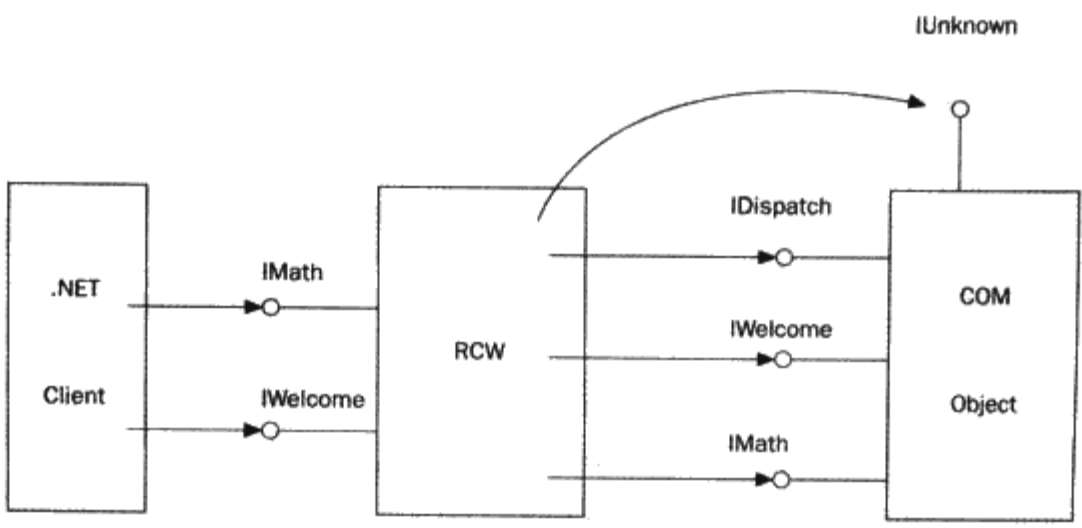 IUnknown
IDispatch
IMath
.NET
COM
IWelcome
RCW
Client
IWelcome
Object
IMath